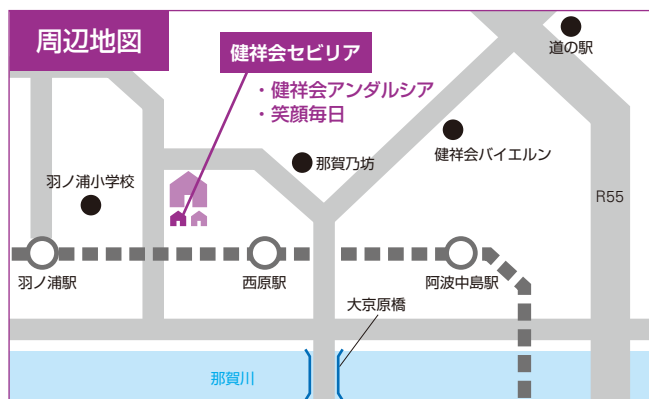 周辺地図
健祥会セビリア
・健祥会アンダルシア
・笑顔毎日
道の駅
健祥会バイエルン
那賀乃坊
羽ノ浦小学校
R55
羽ノ浦駅
西原駅
阿波中島駅
大京原橋
那賀川